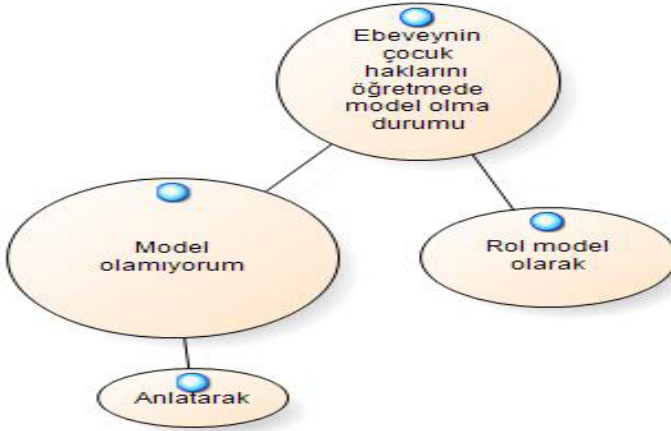 Ebeveynin
çocuk
haklarını
öğretmede
model olma
durumu
Model
olamıyorum
Rol model
olarak
Anlatarak